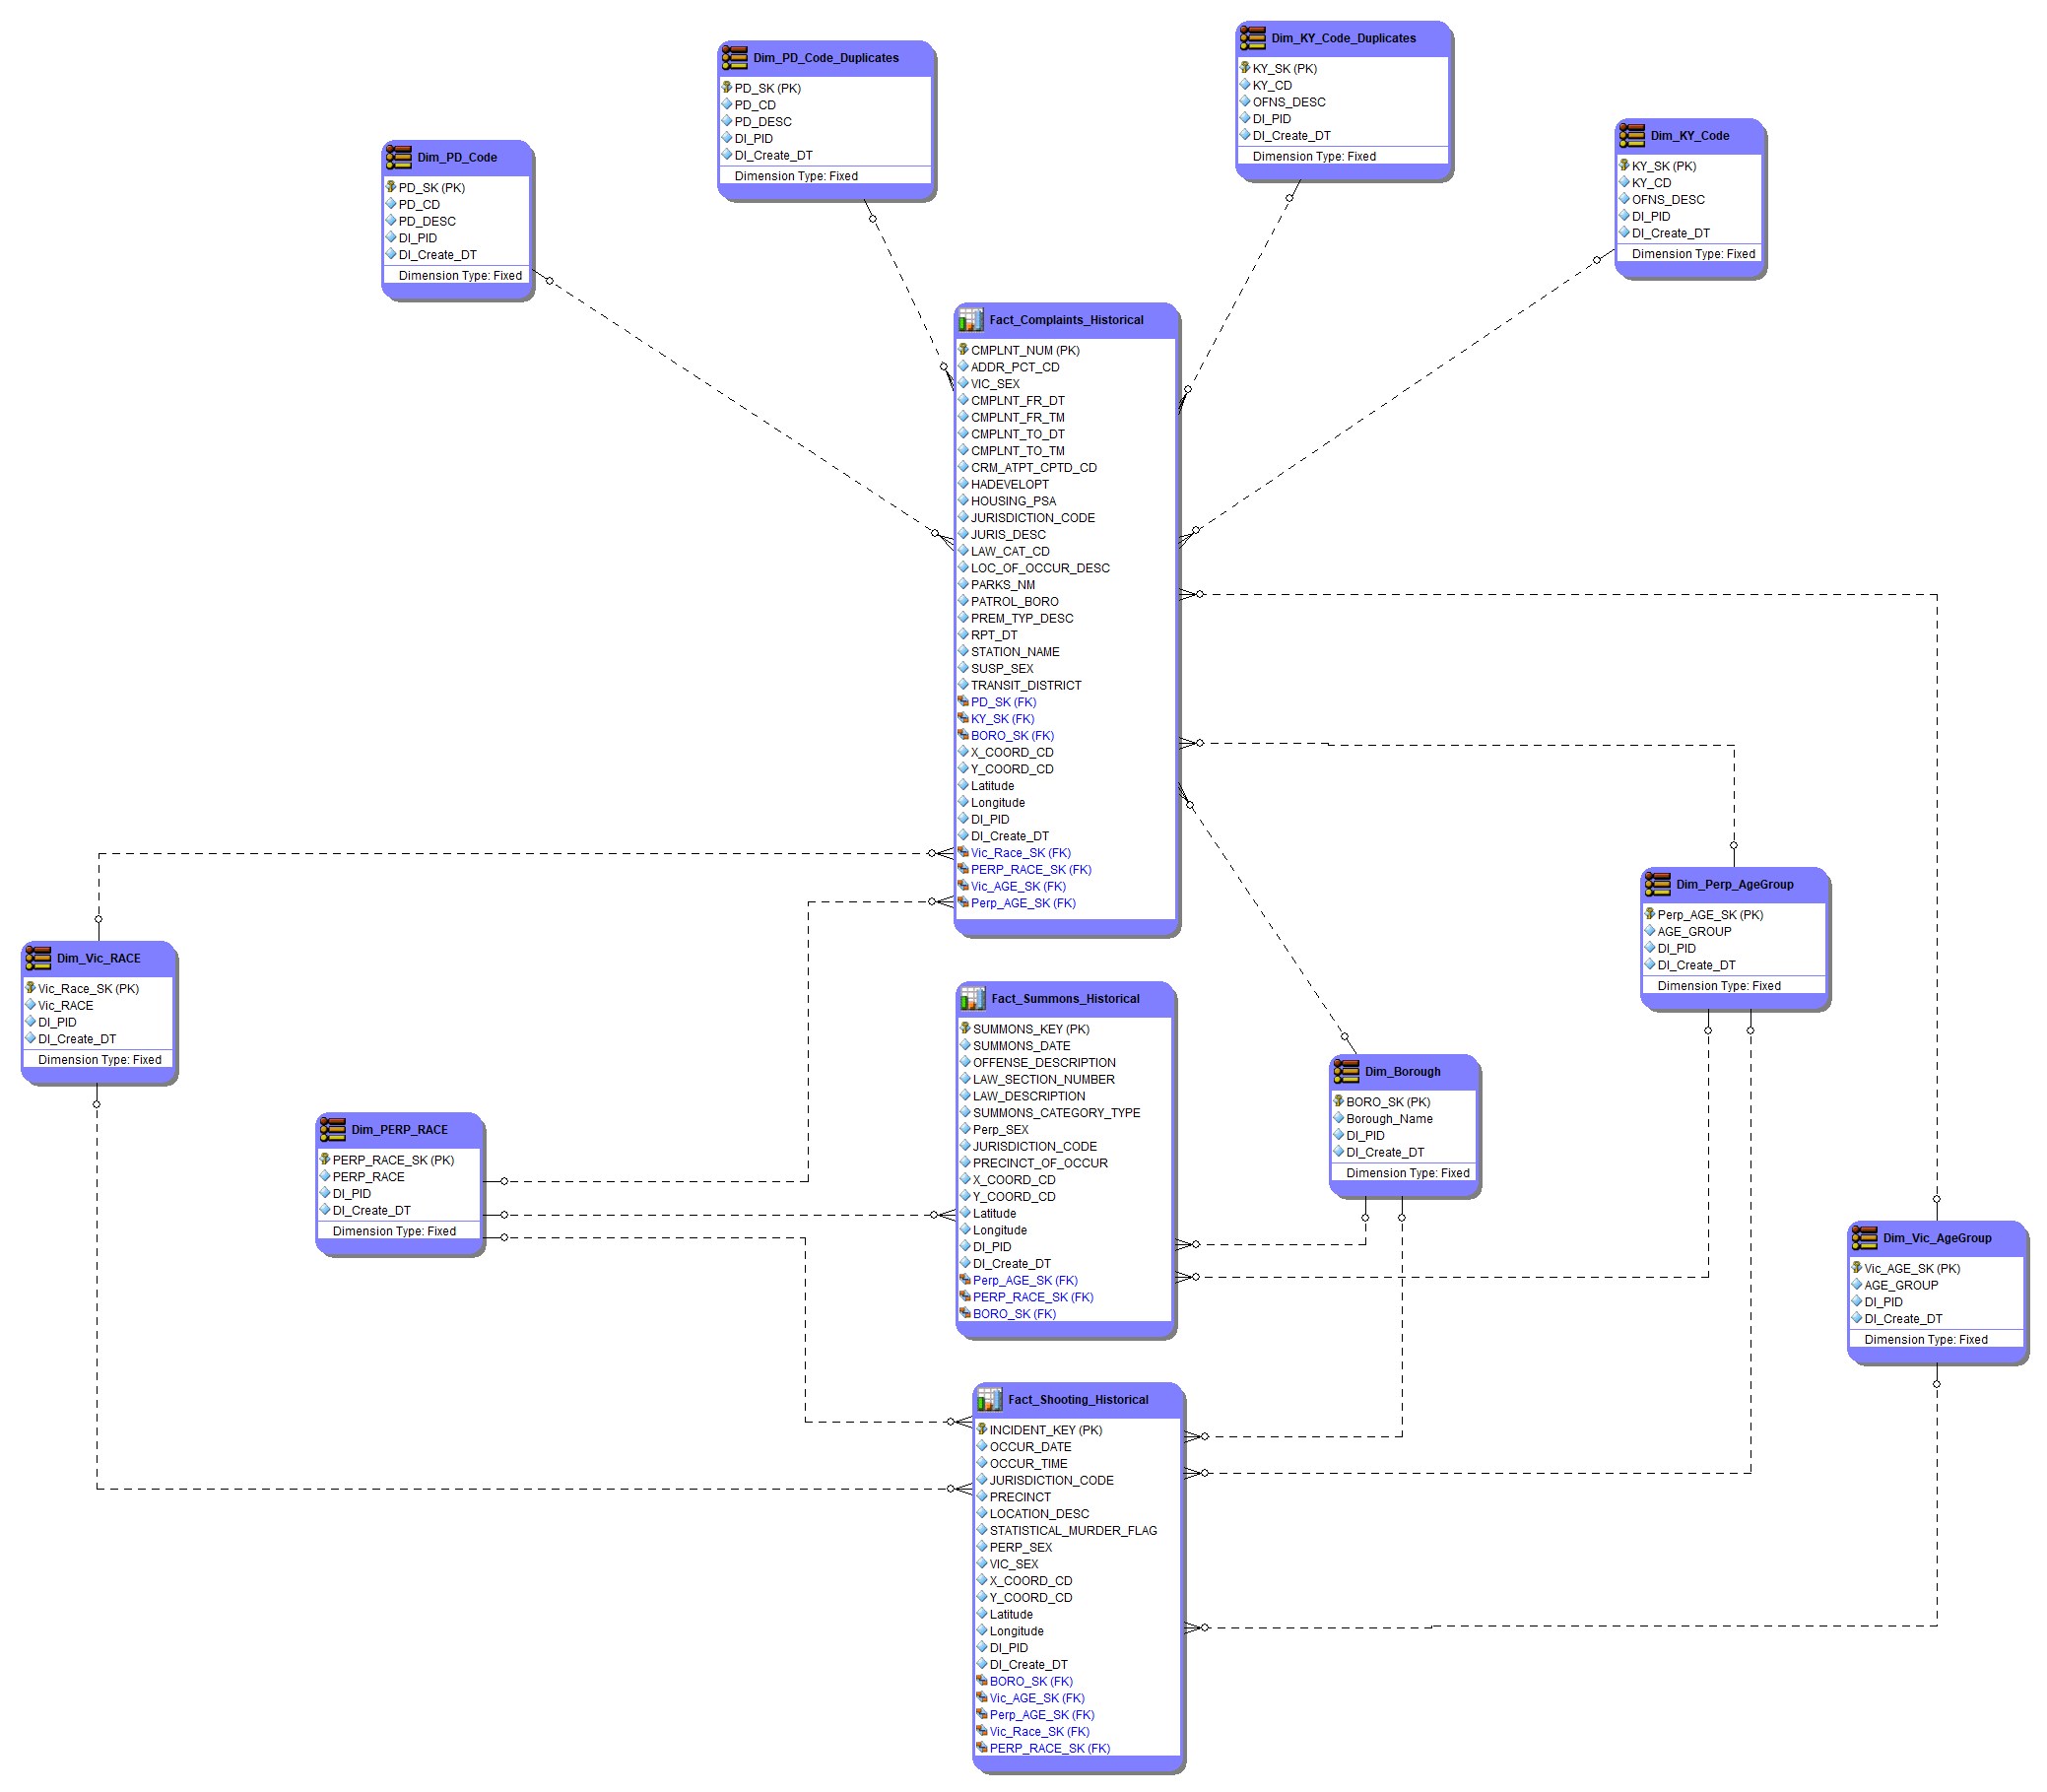 Dim_PD_Code_Duplicates
PD_SK (PK)
PD_CD
PD_DESC
DI_PID
DI_Create_DT
Dimension Type: Fixed
Dim_KY_Code_Duplicates
KY_SK (PK)
KY_CD
OFNS_DESC
DI_PID
DI_Create_DT
Dimension Type: Fixed
Dim_PD_Code
PD_SK (PK)
PD_CD
PD_DESC
DI_PID
DI_Create_DT
Dimension Type: Fixed
Dim_KY_Code
KY_SK (PK)
KY_CD
OFNS_DESC
DI_PID
DI_Create_DT
Dimension Type: Fixed
Fact_Complaints_Historical
CMPLNT_NUM (PK)
ADDR_PCT_CD
VIC_SEX
CMPLNT_FR_DT
CMPLNT_FR_TM
CMPLNT_TO_DT
CMPLNT_TO_TM
CRM_ATPT_CPTD_CD
HADEVELOPT
HOUSING_PSA
JURISDICTION_CODE
JURIS_DESC
LAW_CAT_CD
LOC_OF_OCCUR_DESC
PARKS_NM
PATROL_BORO
PREM_TYP_DESC
RPT_DT
STATION_NAME
SUSP_SEX
TRANSIT_DISTRICT
PD_SK (FK)
KY_SK (FK)
BORO_SK (FK)
X_COORD_CD
Y_COORD_CD
Latitude
Longitude
DI_PID
DI_Create_DT
Vic_Race_SK (FK)
PERP_RACE_SK (FK)
Vic_AGE_SK (FK)
Perp_AGE_SK (FK)
Dim_Perp_AgeGroup
Perp_AGE_SK (PK)
AGE_GROUP
DI_PID
DI_Create_DT
Dimension Type: Fixed
Dim_Vic_RACE
Vic_Race_SK (PK)
Vic_RACE
DI_PID
DI_Create_DT
Dimension Type: Fixed
Fact_Summons_Historical
SUMMONS_KEY (PK)
SUMMONS_DATE
OFFENSE_DESCRIPTION
LAW_SECTION_NUMBER
LAW_DESCRIPTION
SUMMONS_CATEGORY_TYPE
Perp_SEX
JURISDICTION_CODE
PRECINCT_OF_OCCUR
X_COORD_CD
Y_COORD_CD
Latitude
Longitude
DI_PID
DI_Create_DT
Perp_AGE_SK (FK)
PERP_RACE_SK (FK)
BORO_SK (FK)
Dim_Borough
BORO_SK (PK)
Borough_Name
DI_PID
DI_Create_DT
Dimension Type: Fixed
Dim_PERP_RACE
PERP_RACE_SK (PK)
PERP_RACE
DI_PID
DI_Create_DT
Dimension Type: Fixed
Dim_Vic_AgeGroup
Vic_AGE_SK (PK)
AGE_GROUP
DI_PID
DI_Create_DT
Dimension Type: Fixed
Fact_Shooting_Historical
INCIDENT_KEY (PK)
OCCUR_DATE
OCCUR_TIME
JURISDICTION_CODE
PRECINCT
LOCATION_DESC
STATISTICAL_MURDER_FLAG
PERP_SEX
VIC_SEX
X_COORD_CD
Y_COORD_CD
Latitude
Longitude
DI_PID
DI_Create_DT
BORO_SK (FK)
Vic_AGE_SK (FK)
Perp_AGE_SK (FK)
Vic_Race_SK (FK)
PERP_RACE_SK (FK)